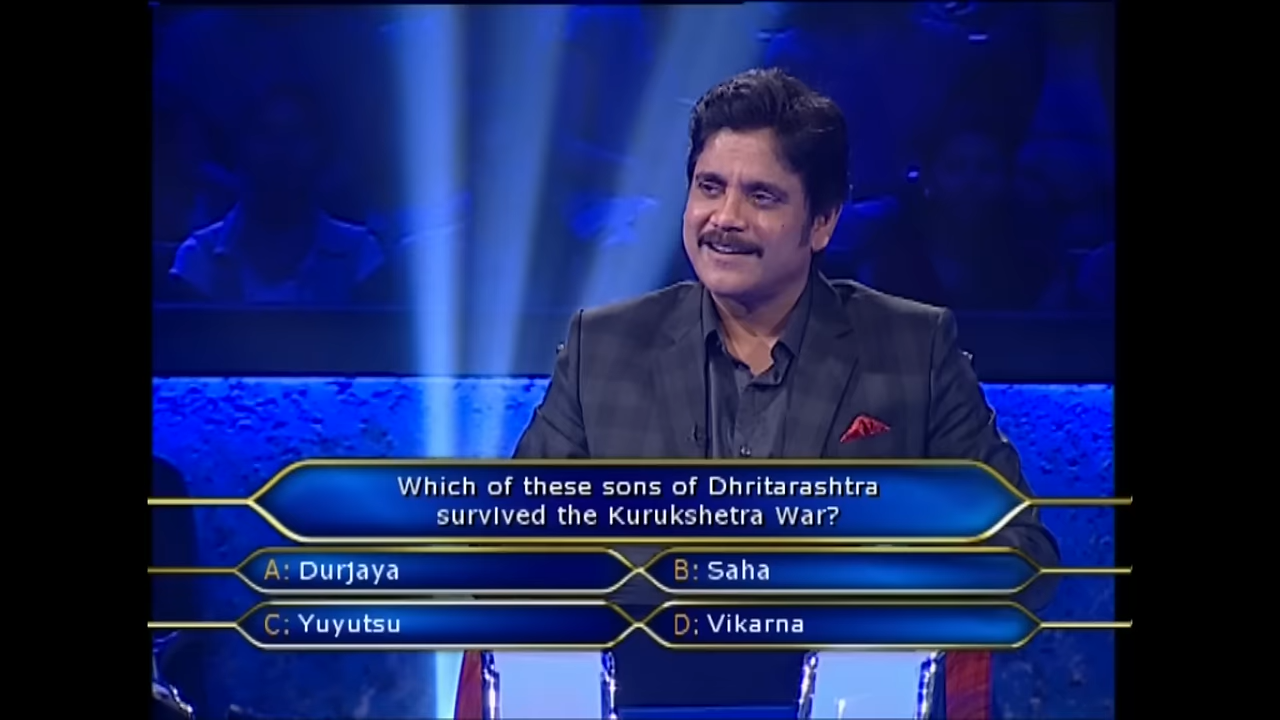 Which of these sons of Dhritarashtra
survived the Kurukshetra War?
A: Durjaya
B: Saha
C: Yuyutsu
D: Vikarna